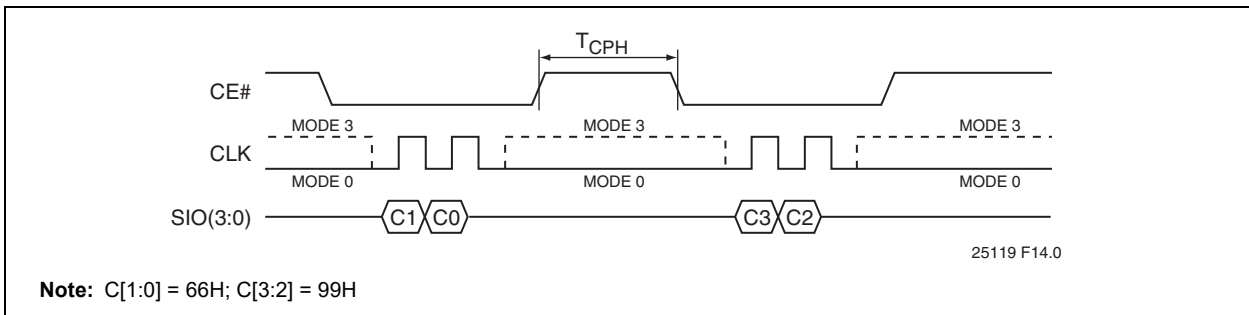 TCPH
CE#
MODE 3 MODE 3 MODE 3
CLK
MODE 0 MODE 0 MODE 0
SIO(3:0) C1 C0 C3 C2
25119 F14.0
Note: C[1:0] = 66H; C[3:2] = 99H